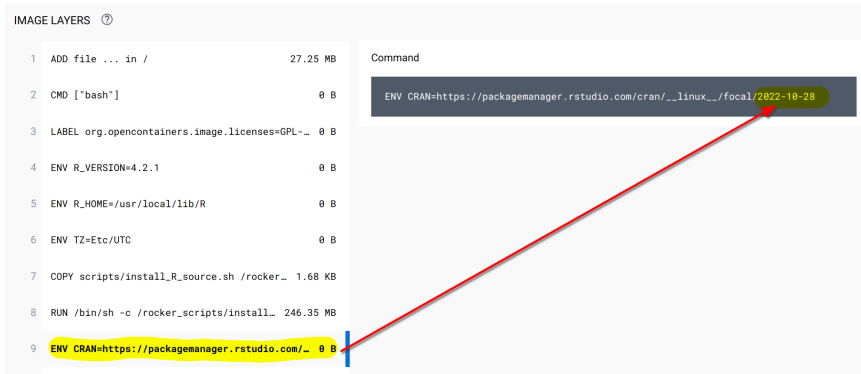 IMAGE LAYERS ?
1 ADD file ... in / 27.25 MB
2 CMD ["bash"] 0 B
3 LABEL org.opencontainers.image.licenses=GPL-… 0 B
4 ENV R_VERSION=4.2.1 0 B
5 ENV R_HOME=/usr/local/lib/R 0 B
6 ENV TZ=Etc/UTC 0 B
7 COPY scripts/install_R_source.sh /rocker… 1.68 KB
8 RUN /bin/sh -c /rocker_scripts/install… 246.35 MB
9 ENV CRAN=https://packagemanager.rstudio.com/… 0 B
Command
ENV CRAN=https://packagemanager.rstudio.com/cran/__linux__/focal/2022-10-28